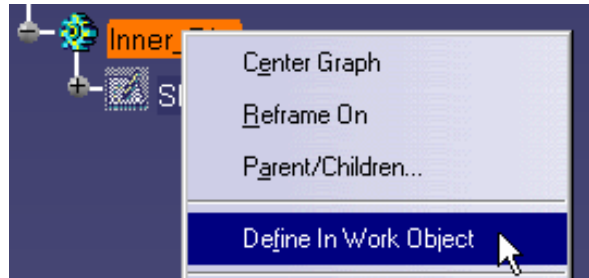 Inner_
Center Graph
Reframe On
Parent/Children...
Define In Work Object